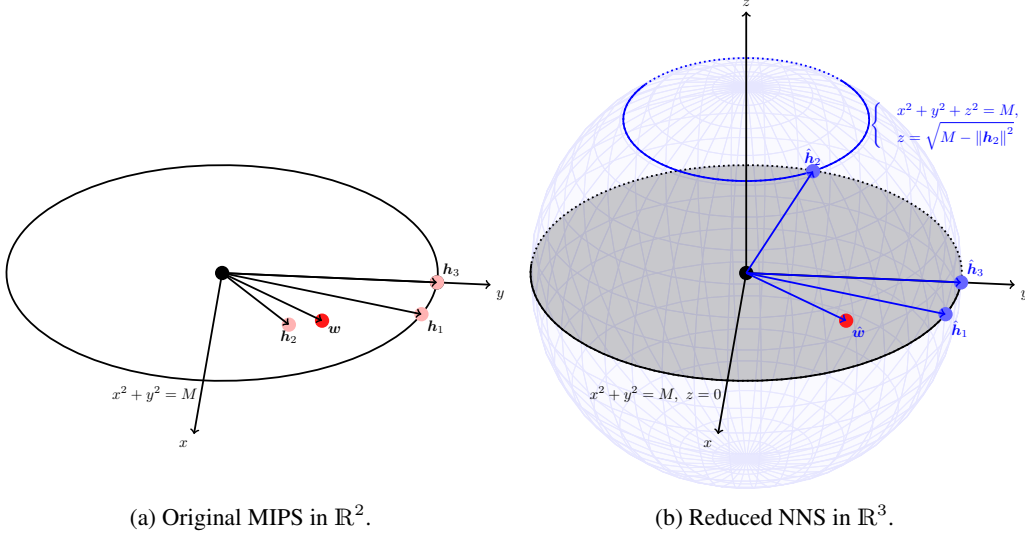 z
x² + y² + z² = M,
z = √(M − ‖h₂‖²)
ĥ₂
h₃
y
h₁
w
h₂
x² + y² = M
x
ĥ₃
y
ĥ₁
ŵ
x² + y² = M, z = 0
x
(a) Original MIPS in ℝ².
(b) Reduced NNS in ℝ³.